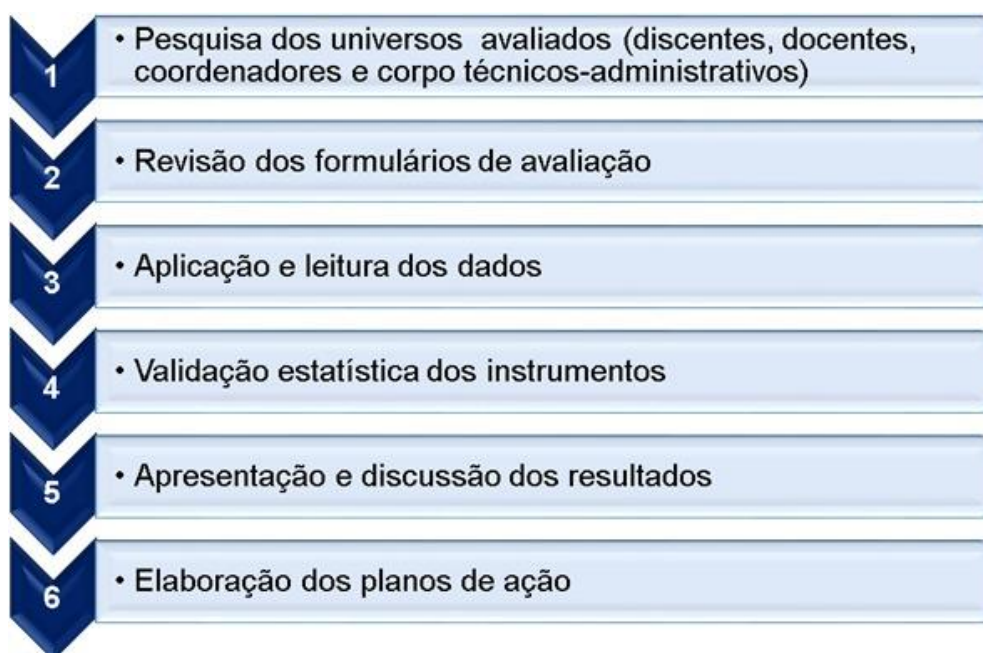 1
• Pesquisa dos universos avaliados (discentes, docentes,
coordenadores e corpo técnicos-administrativos)
2
• Revisão dos formulários de avaliação
3
• Aplicação e leitura dos dados
4
• Validação estatística dos instrumentos
5
• Apresentação e discussão dos resultados
6
• Elaboração dos planos de ação